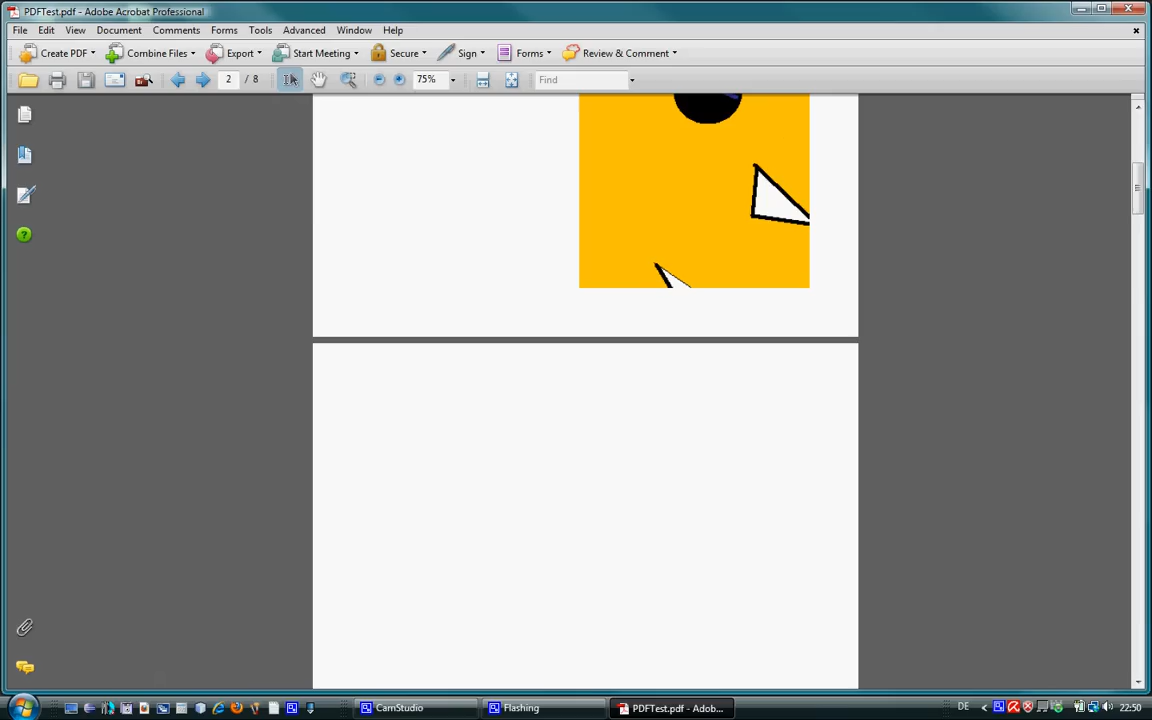 PDFTest.pdf - Adobe Acrobat Professional
File Edit View Document Comments Forms Tools Advanced Window Help
Create PDF Combine Files Export Start Meeting Secure Sign Forms Review & Comment
2 / 8 75% Find
CamStudio Flashing PDFTest.pdf - Adob... DE 22:50